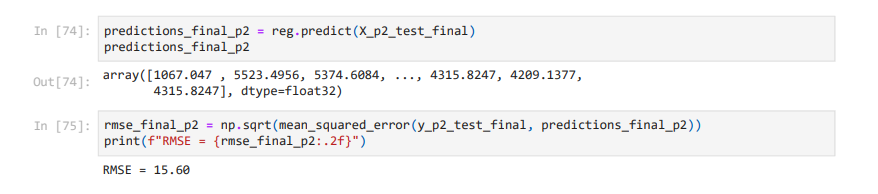 In [74]: predictions_final_p2 = reg.predict(X_p2_test_final)
predictions_final_p2
Out[74]: array([1067.047 , 5523.4956, 5374.6084, ..., 4315.8247, 4209.1377,
4315.8247], dtype=float32)
In [75]: rmse_final_p2 = np.sqrt(mean_squared_error(y_p2_test_final, predictions_final_p2))
print(f"RMSE = {rmse_final_p2:.2f}")
RMSE = 15.60